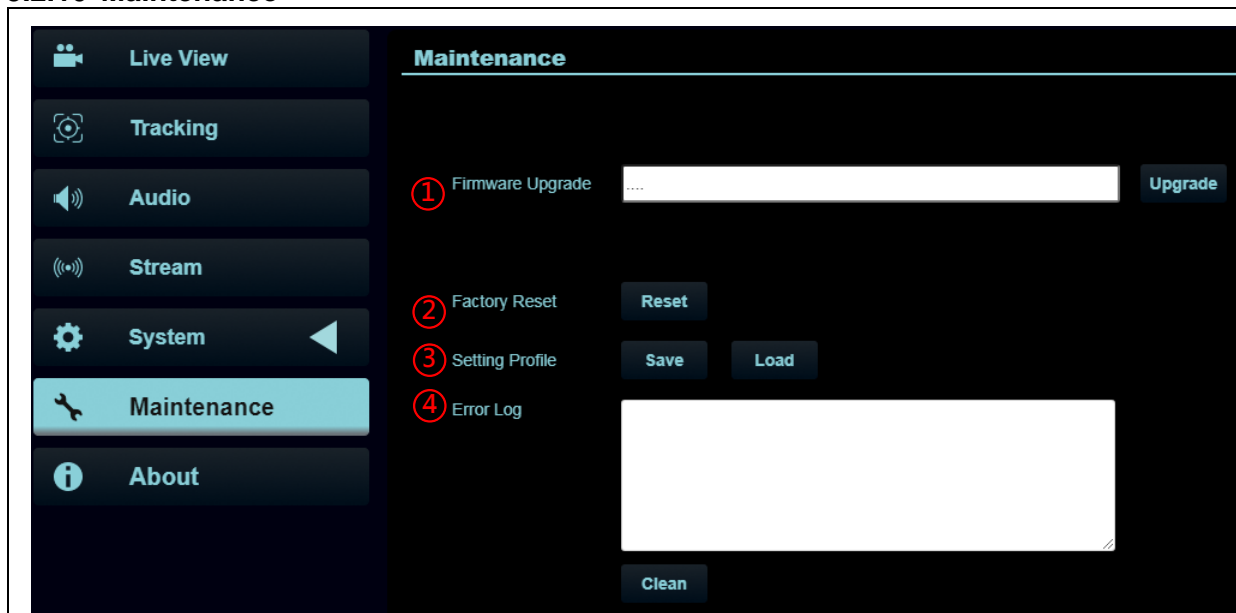 Live View
Tracking
Audio
Stream
System
Maintenance
About
Maintenance
① Firmware Upgrade .... Upgrade
② Factory Reset Reset
③ Setting Profile Save Load
④ Error Log
Clean